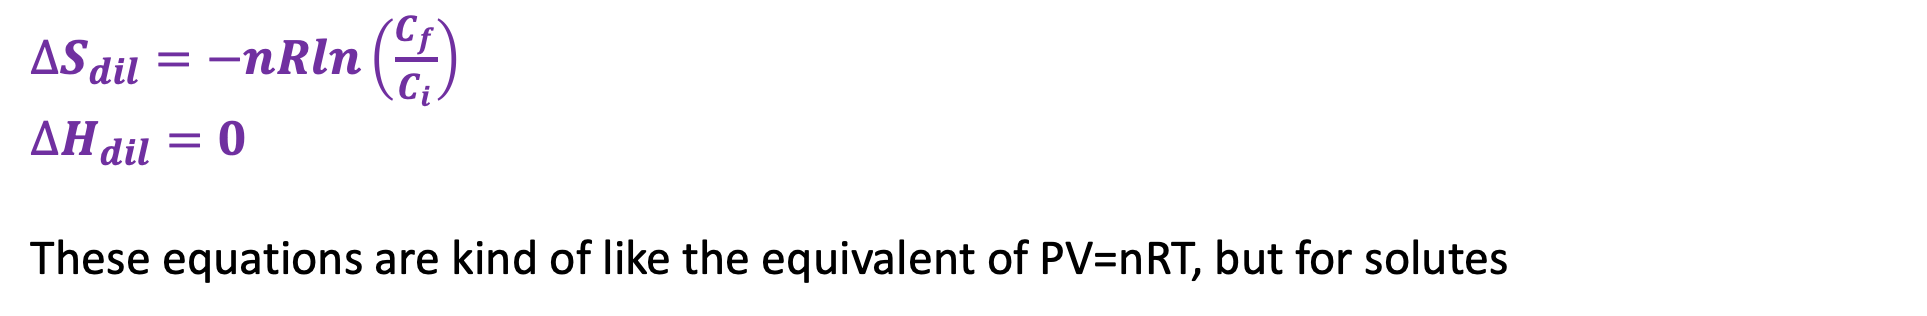 ΔS_dil = −nRln(C_f/C_i)
ΔH_dil = 0
These equations are kind of like the equivalent of PV=nRT, but for solutes